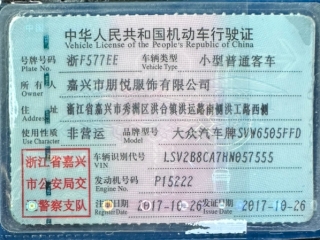 中华人民共和国机动车行驶证
Vehicle License of the People's Republic of China
号牌号码 浙F577EE 车辆类型 小型普通客车
Plate No. Vehicle Type
所有人 嘉兴市朋悦服饰有限公司
Owner
住址 浙江省嘉兴市秀洲区洪合镇洪运路南侧洪工路西侧
Address
使用性质 非营运 品牌型号 大众汽车牌SVW6505FFD
Use Character Model
浙江省嘉兴市公安局交警察支队
车辆识别代号 LSV2B8CA7HN057555
VIN
发动机号码 P15222
Engine No.
注册日期 2017-10-26 发证日期 2017-10-26
Register Date Issue Date